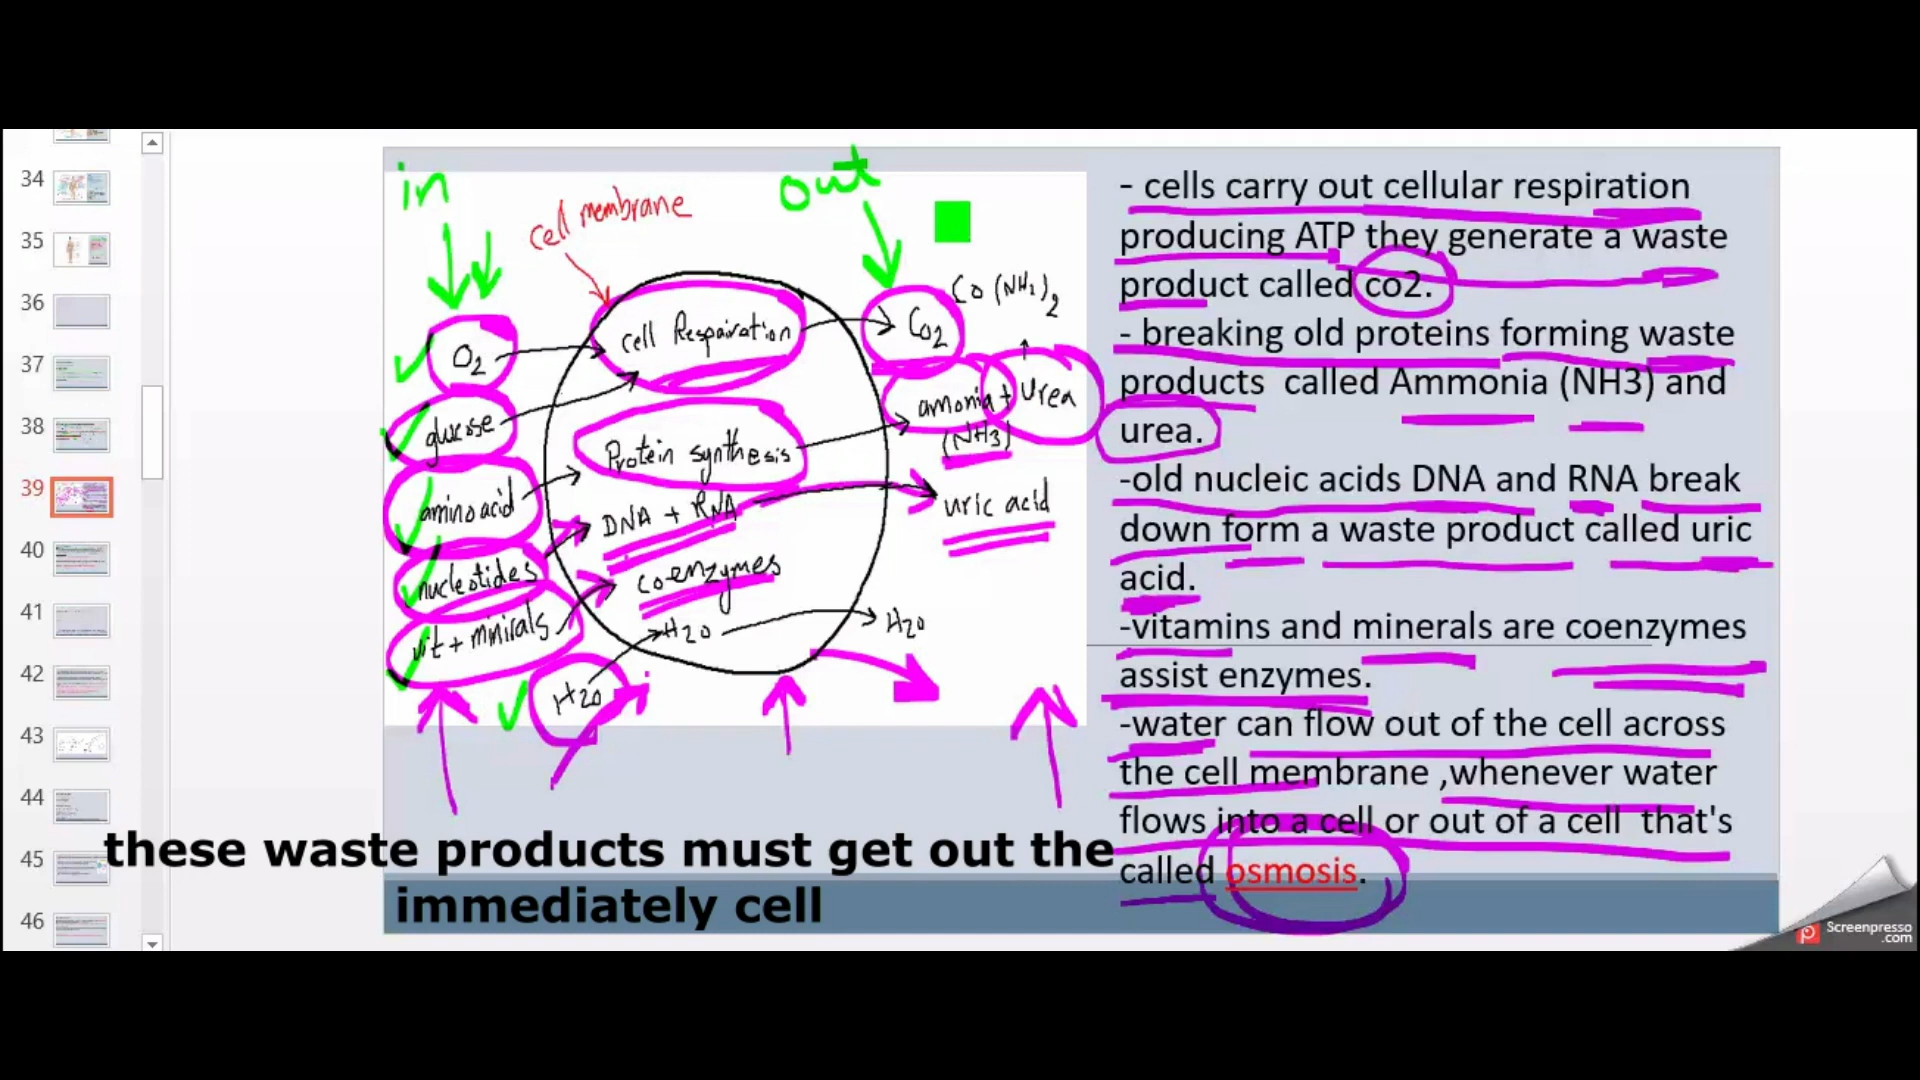 34
35
36
37
38
39
40
41
42
43
44
45
46
in
out
cell membrane
Co (NH2)2
O2
cell Respairation
Co2
glucose
amonia + Urea
(NH3)
Protein synthesis
amino acid
DNA + RNA
uric acid
nucleotides
coenzymes
vit + minirals
H2O
H2O
H2O
- cells carry out cellular respiration
producing ATP they generate a waste
product called co2.
- breaking old proteins forming waste
products called Ammonia (NH3) and
urea.
-old nucleic acids DNA and RNA break
down form a waste product called uric
acid.
-vitamins and minerals are coenzymes
assist enzymes.
-water can flow out of the cell across
the cell membrane ,whenever water
flows into a cell or out of a cell that's
called osmosis.
these waste products must get out the
immediately cell
Screenpresso
.com